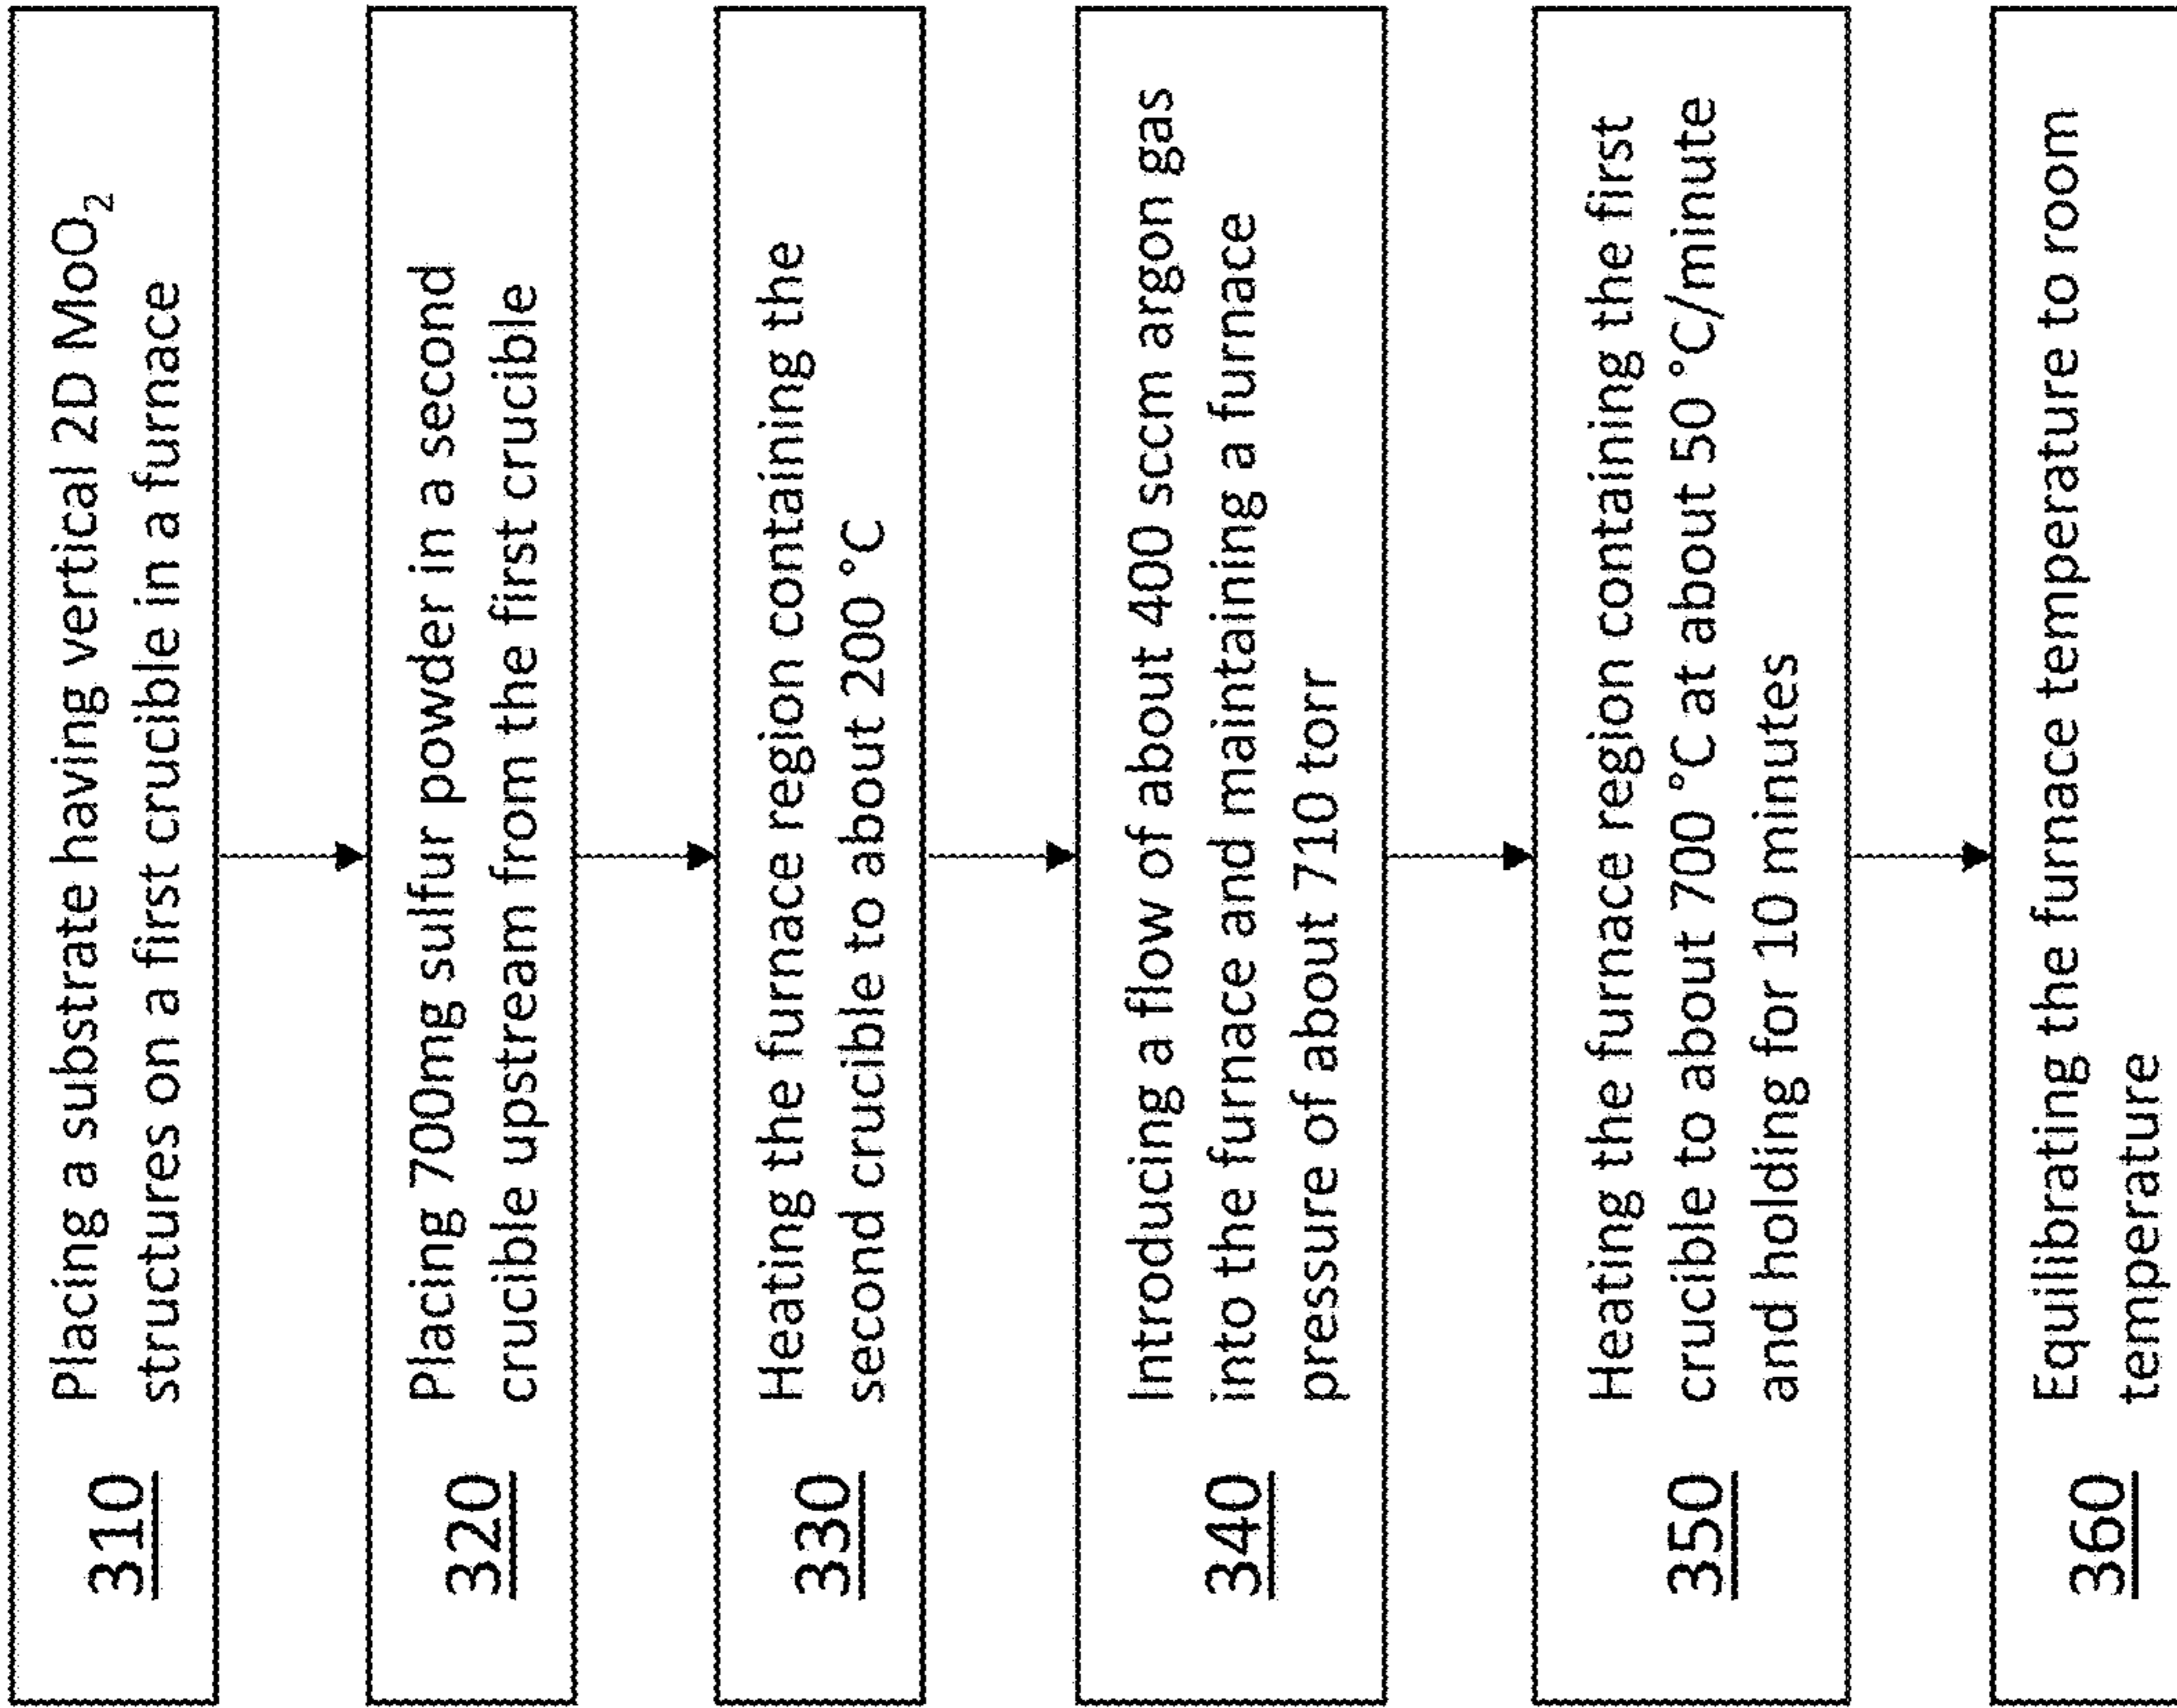 310 Placing a substrate having vertical 2D MoO₂
structures on a first crucible in a furnace
320 Placing 700mg sulfur powder in a second
crucible upstream from the first crucible
330 Heating the furnace region containing the
second crucible to about 200 °C
340 Introducing a flow of about 400 sccm argon gas
into the furnace and maintaining a furnace
pressure of about 710 torr
350 Heating the furnace region containing the first
crucible to about 700 °C at about 50 °C/minute
and holding for 10 minutes
360 Equilibrating the furnace temperature to room
temperature